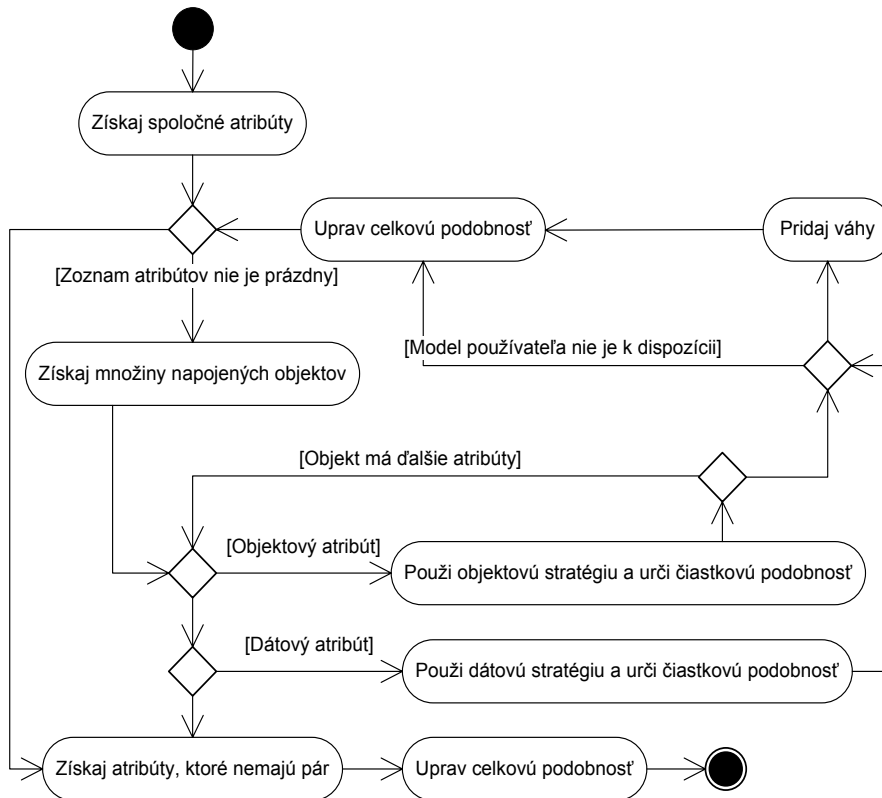 Získaj spoločné atribúty
Uprav celkovú podobnosť
Pridaj váhy
[Zoznam atribútov nie je prázdny]
[Model používateľa nie je k dispozícii]
Získaj množiny napojených objektov
[Objekt má ďalšie atribúty]
[Objektový atribút]
Použi objektovú stratégiu a urči čiastkovú podobnosť
[Dátový atribút]
Použi dátovú stratégiu a urči čiastkovú podobnosť
Získaj atribúty, ktoré nemajú pár
Uprav celkovú podobnosť